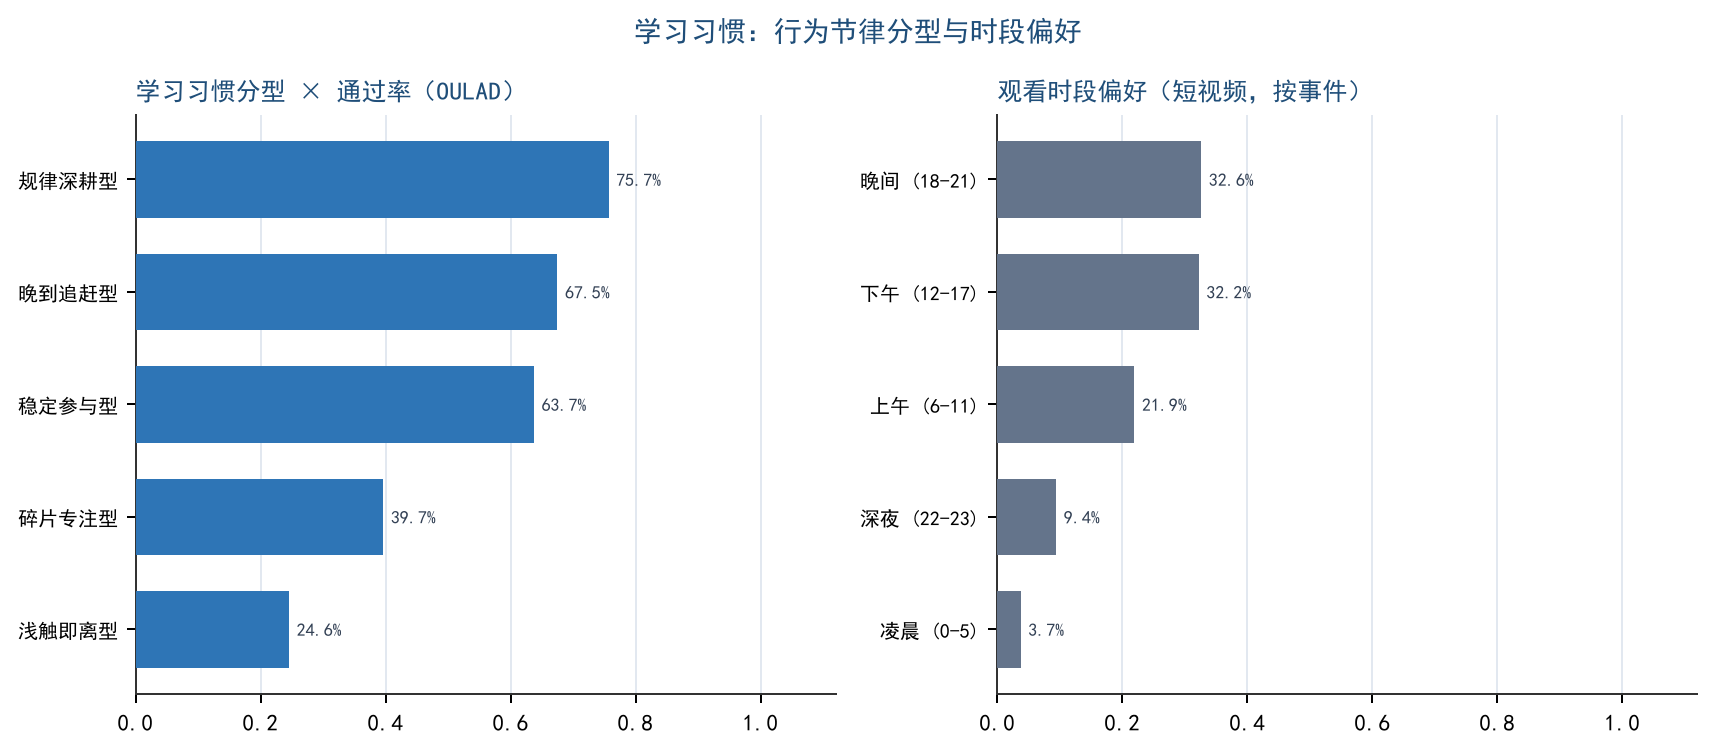 学习习惯：行为节律分型与时段偏好
学习习惯分型 × 通过率（OULAD）
规律深耕型
75.7%
晚到追赶型
67.5%
稳定参与型
63.7%
碎片专注型
39.7%
浅触即离型
24.6%
0.0 0.2 0.4 0.6 0.8 1.0
观看时段偏好（短视频，按事件）
晚间（18-21）
32.6%
下午（12-17）
32.2%
上午（6-11）
21.9%
深夜（22-23）
9.4%
凌晨（0-5）
3.7%
0.0 0.2 0.4 0.6 0.8 1.0